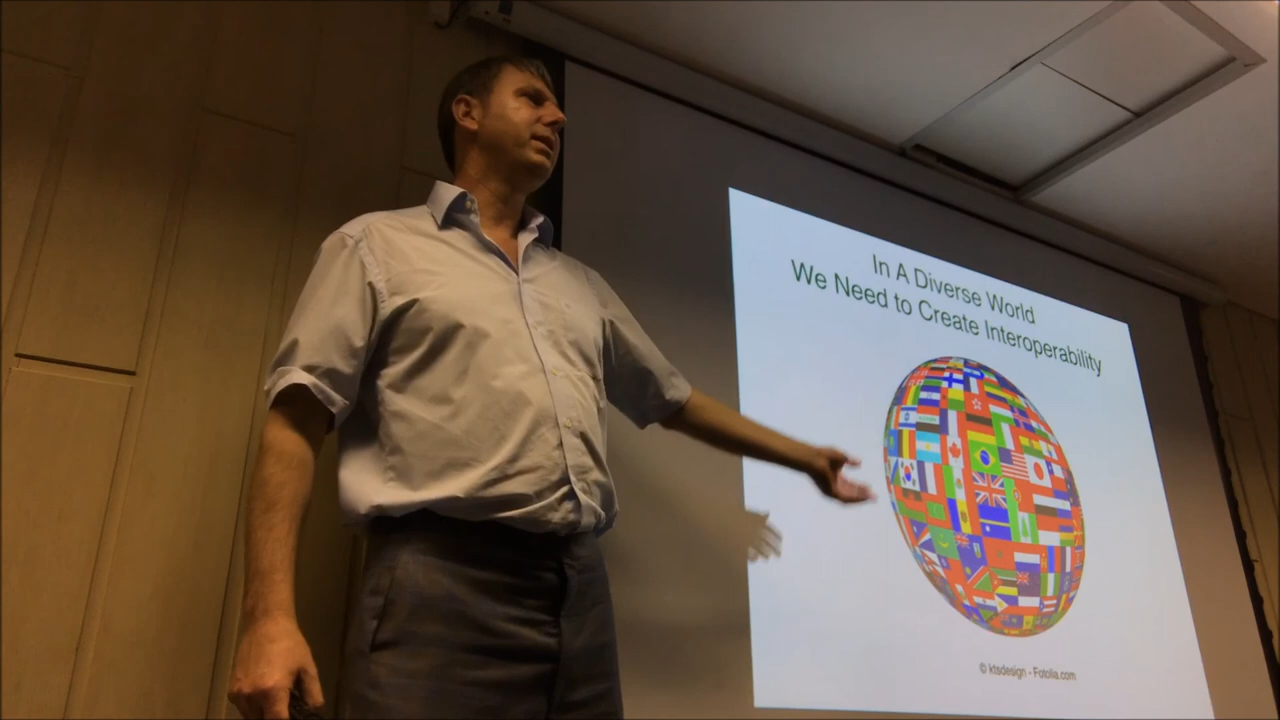 In A Diverse World
We Need to Create Interoperability
© ktsdesign - Fotolia.com